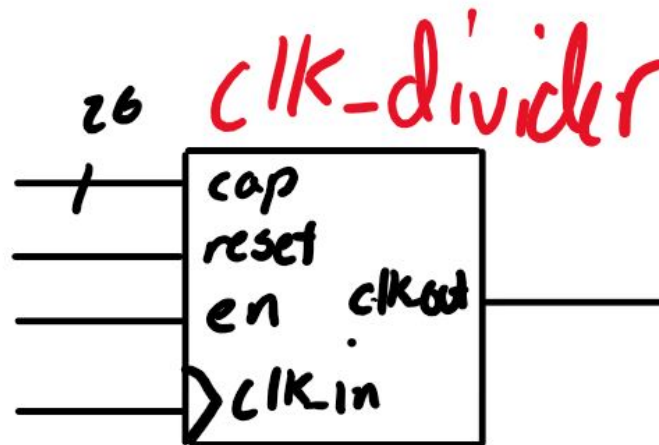 clk_divider
26
cap
reset
en
clkout
clk_in